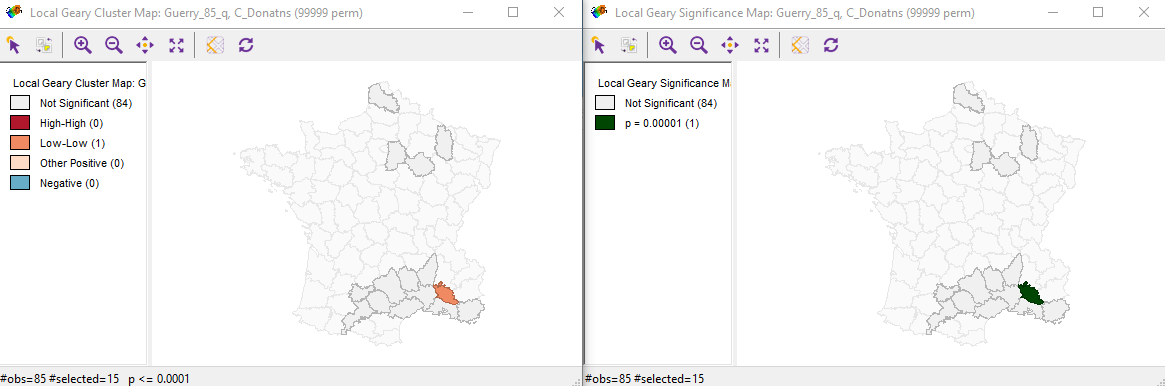 Local Geary Cluster Map: Guerry_85_q, C_Donatns (99999 perm)
Local Geary Cluster Map: G
Not Significant (84)
High-High (0)
Low-Low (1)
Other Positive (0)
Negative (0)
#obs=85 #selected=15 p <= 0.0001
Local Geary Significance Map: Guerry_85_q, C_Donatns (99999 perm)
Local Geary Significance M
Not Significant (84)
p = 0.00001 (1)
#obs=85 #selected=15